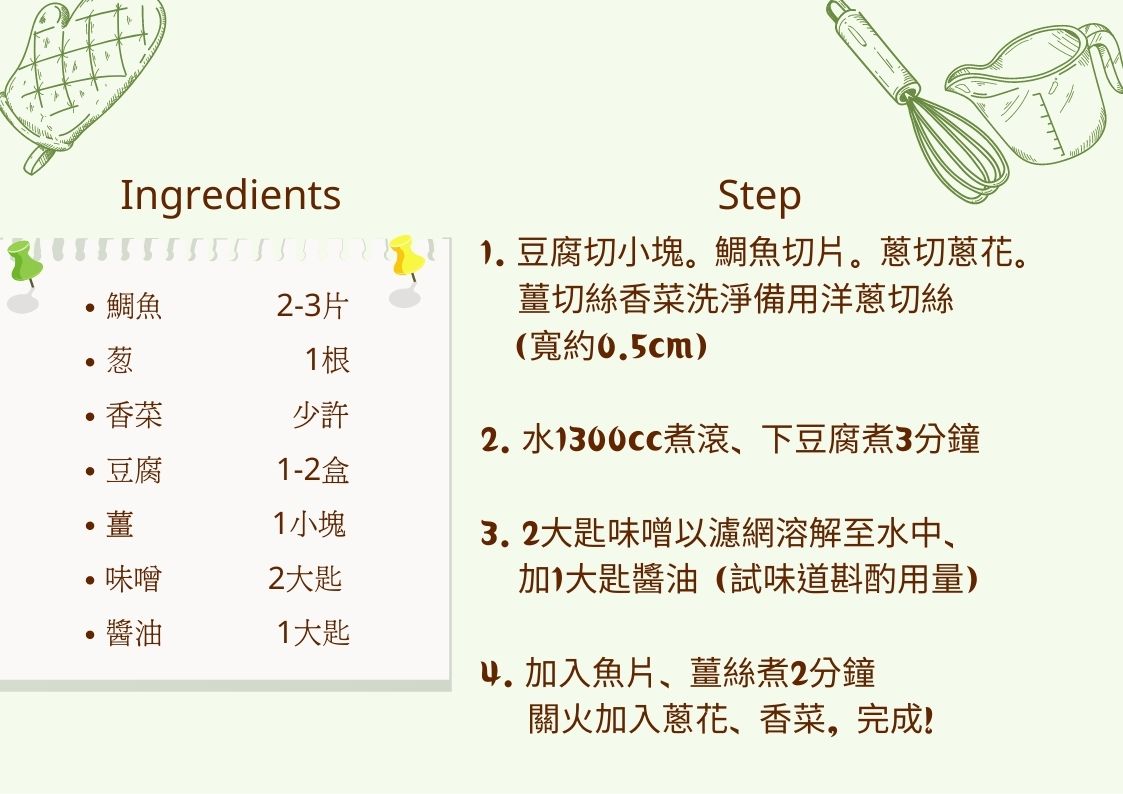 Ingredients
• 鯛魚 2-3片
• 葱 1根
• 香菜 少許
• 豆腐 1-2盒
• 薑 1小塊
• 味噌 2大匙
• 醬油 1大匙
Step
1. 豆腐切小塊。鯛魚切片。蔥切蔥花。
薑切絲香菜洗淨備用洋蔥切絲
(寬約0.5cm)
2. 水1300cc煮滾、下豆腐煮3分鐘
3. 2大匙味噌以濾網溶解至水中、
加1大匙醬油 (試味道斟酌用量)
4. 加入魚片、薑絲煮2分鐘
關火加入蔥花、香菜, 完成!